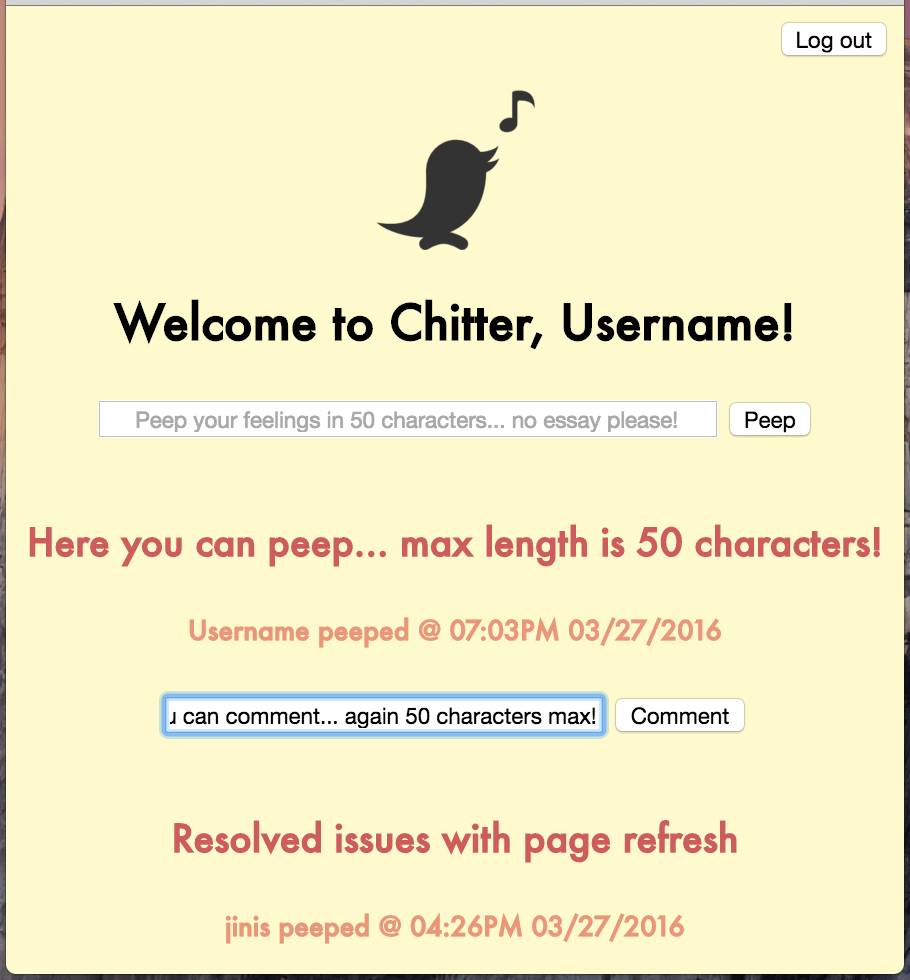 Log out
Welcome to Chitter, Username!
Peep your feelings in 50 characters... no essay please! Peep
Here you can peep... max length is 50 characters!
Username peeped @ 07:03PM 03/27/2016
can comment... again 50 characters max! Comment
Resolved issues with page refresh
jinis peeped @ 04:26PM 03/27/2016